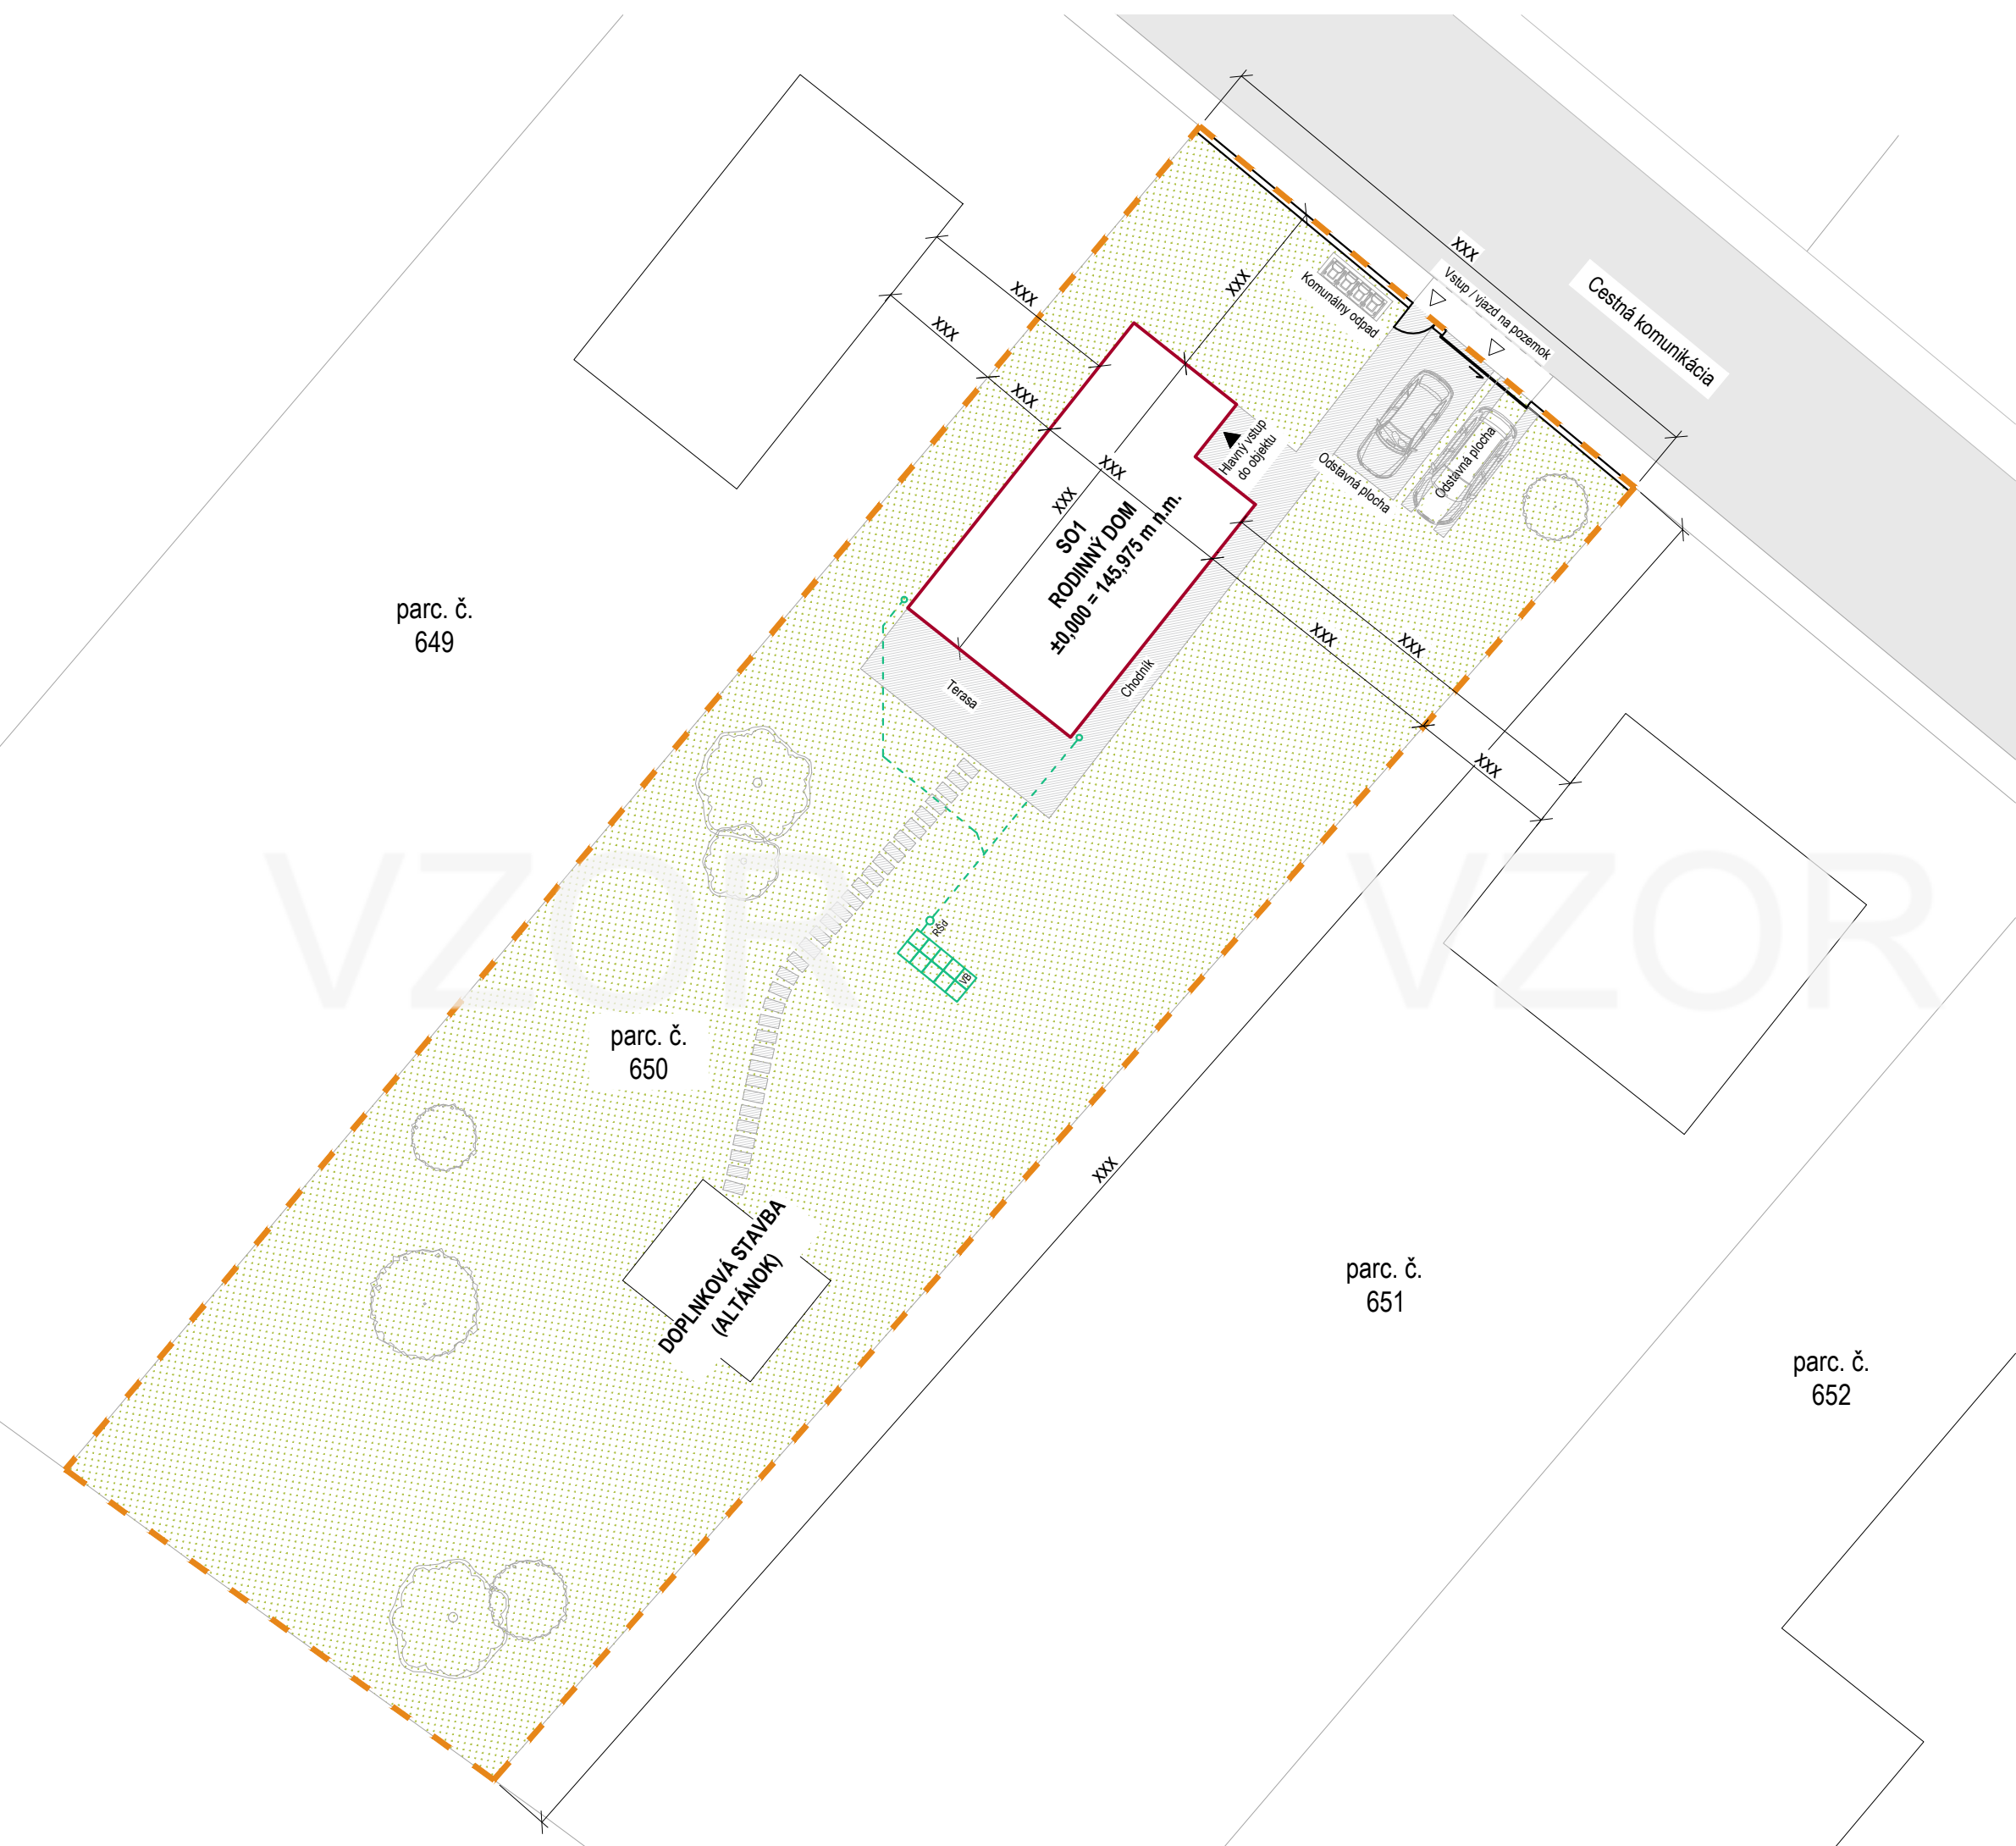 XXX
Cestná komunikácia
Vstup / vjazd na pozemok
Komunálny odpad
XXX
XXX
XXX
XXX
XXX
XXX
Hlavný vstup
do objektu
Odstavná plocha
Odstavná plocha
SO1
RODINNÝ DOM
±0,000 = 145,975 m n.m.
parc. č.
649
Terasa
Chodník
XXX
XXX
XXX
VZOR
VZOR
RŠd
VB
parc. č.
650
XXX
DOPLNKOVÁ STAVBA
(ALTÁNOK)
parc. č.
651
parc. č.
652